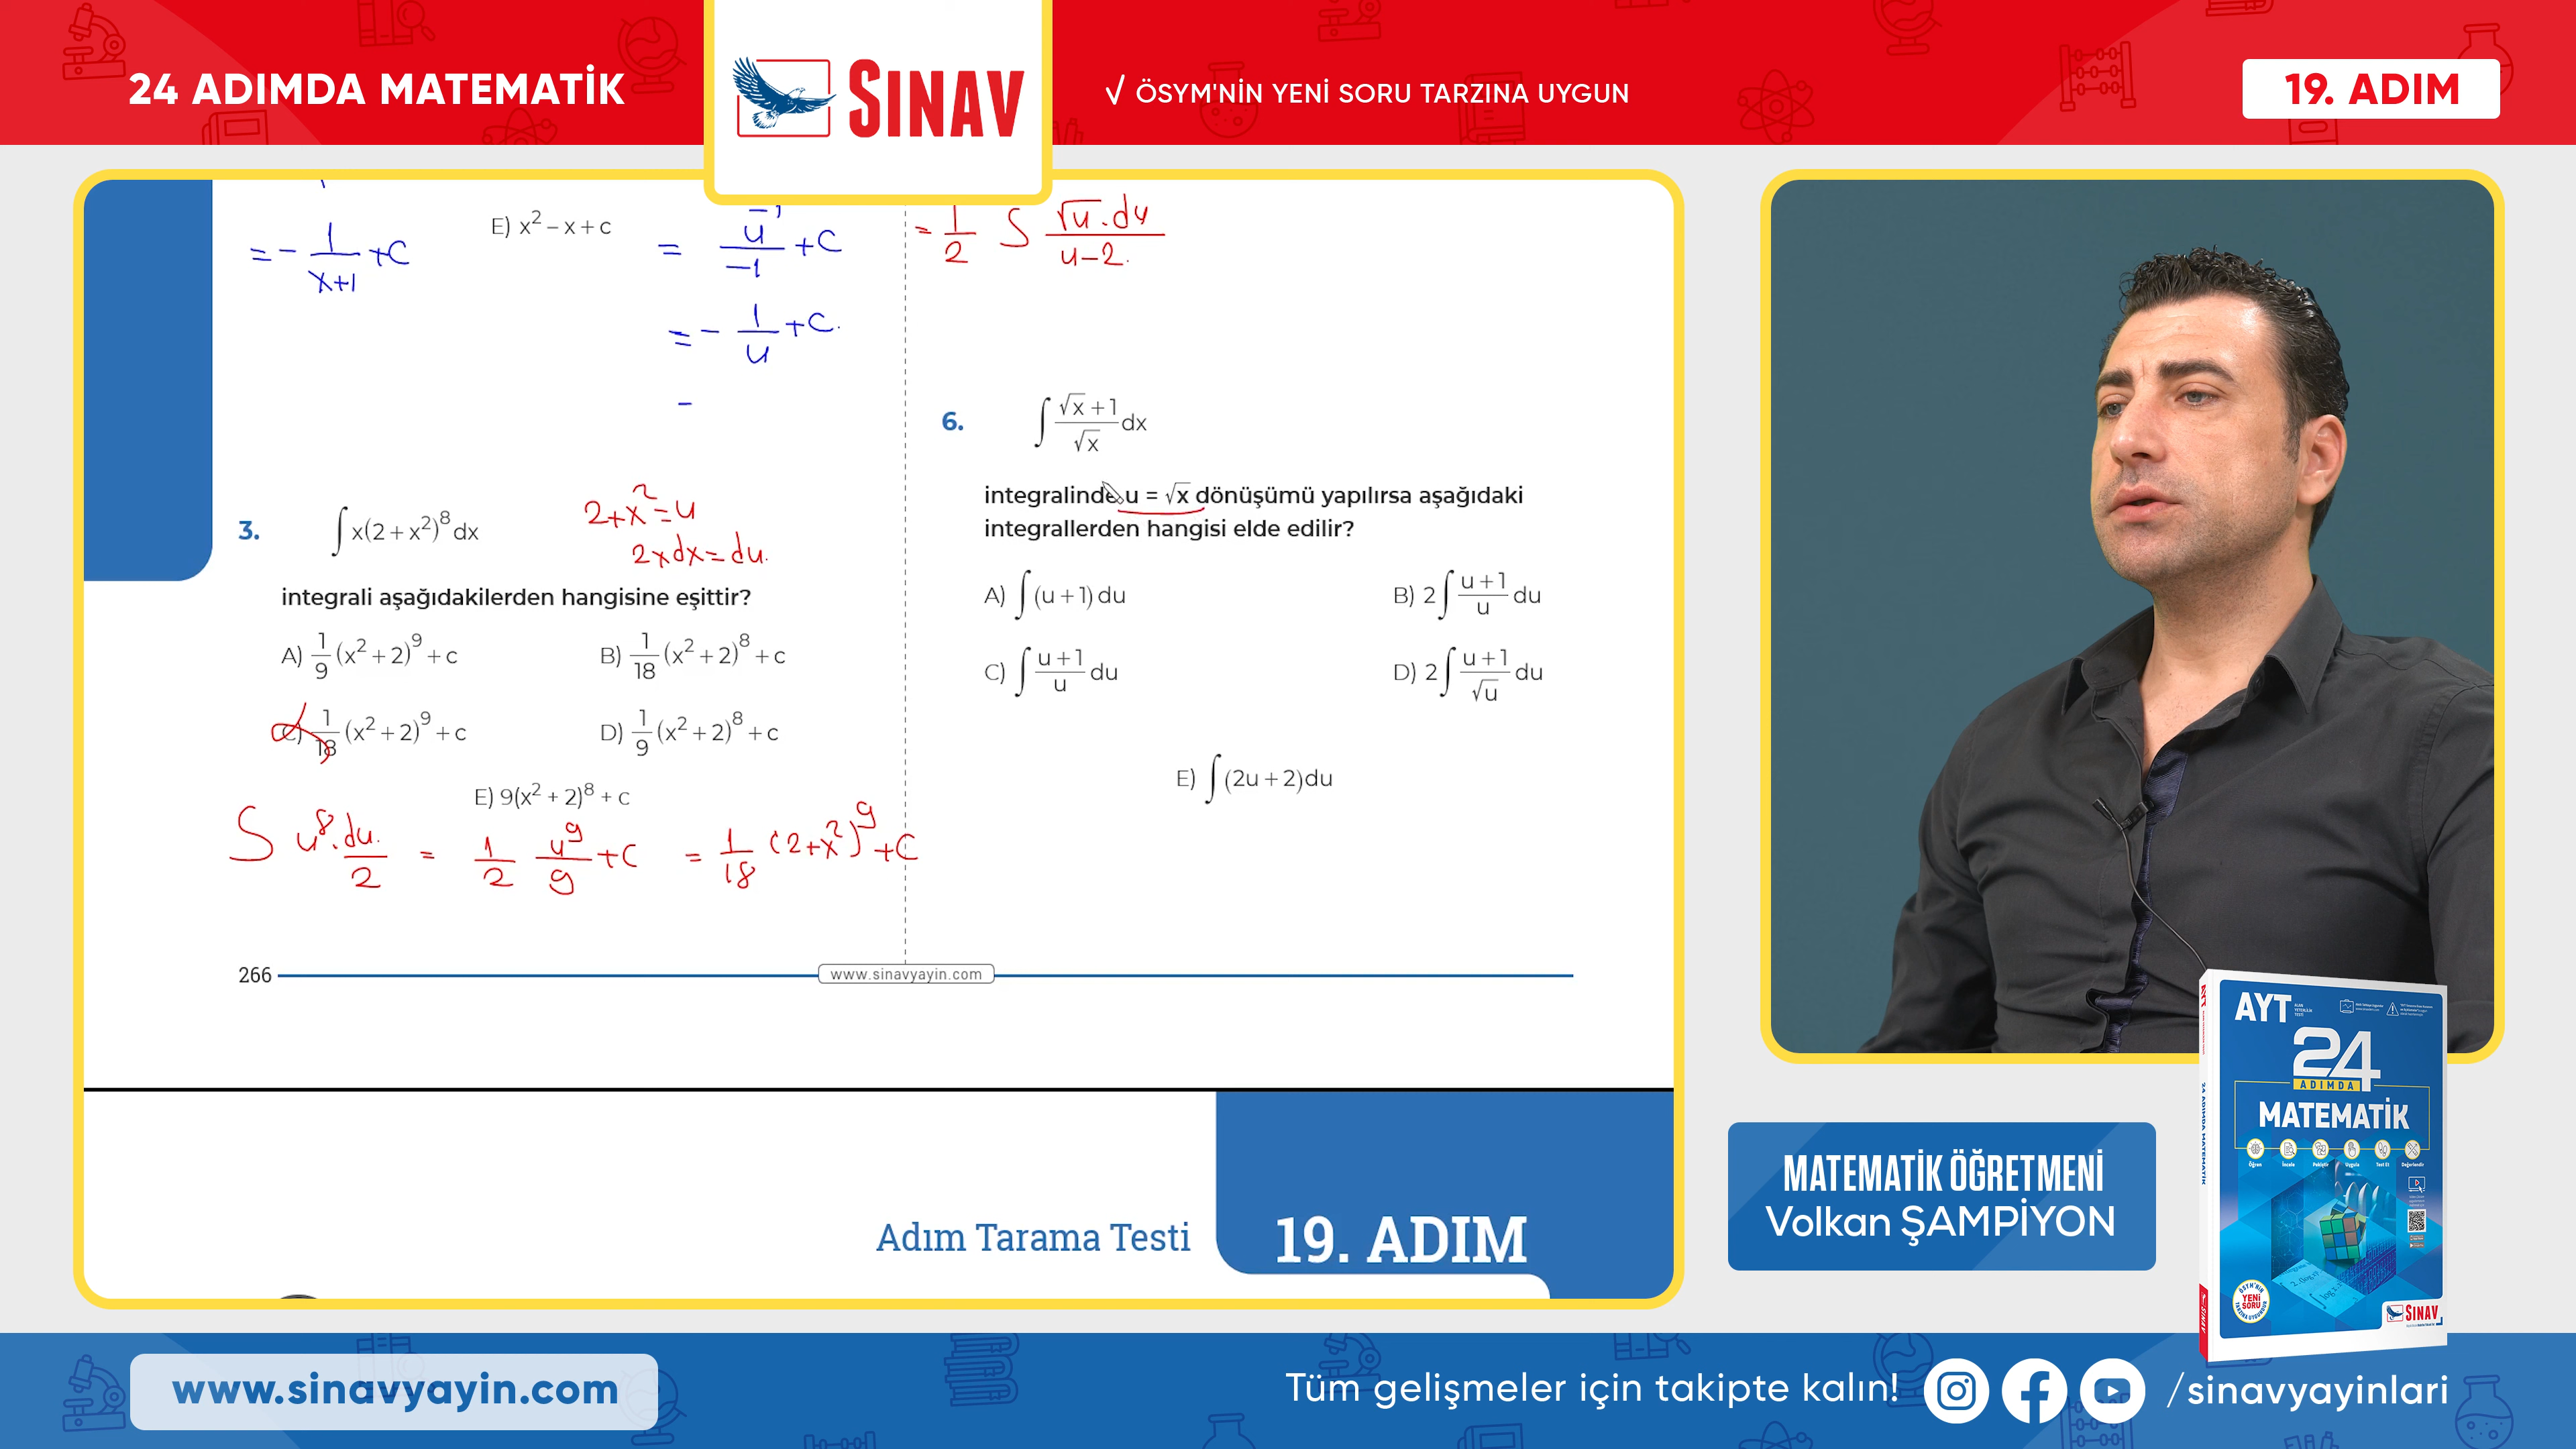 24 ADIMDA MATEMATİK
SINAV
√ ÖSYM'NİN YENİ SORU TARZINA UYGUN
19. ADIM
= - 1/(x+1) + C
E) x² – x + c
= u⁻¹/-1 + C
= - 1/u + C.
-
3. ∫ x(2 + x²)⁸ dx
2+x² = u
2xdx = du.
integrali aşağıdakilerden hangisine eşittir?
A) 1/9 (x² + 2)⁹ + c
B) 1/18 (x² + 2)⁸ + c
C) 1/18 (x² + 2)⁹ + c
D) 1/9 (x² + 2)⁸ + c
E) 9(x² + 2)⁸ + c
∫ u⁸.du./2 = 1/2 u⁹/9 + C = 1/18 (2+x²)⁹ + C
= 1/2 ∫ √u.du/(u-2).
6. ∫ (√x + 1)/√x dx
integralinde u = √x dönüşümü yapılırsa aşağıdaki
integrallerden hangisi elde edilir?
A) ∫ (u + 1) du
B) 2 ∫ (u + 1)/u du
C) ∫ (u + 1)/u du
D) 2 ∫ (u + 1)/√u du
E) ∫ (2u + 2)du
266
www.sinavyayin.com
Adım Tarama Testi
19. ADIM
MATEMATİK ÖĞRETMENİ
Volkan ŞAMPİYON
AYT
24
ADIMDA
MATEMATİK
YENİ
SORU
SINAV
www.sinavyayin.com
Tüm gelişmeler için takipte kalın!
/sinavyayinlari